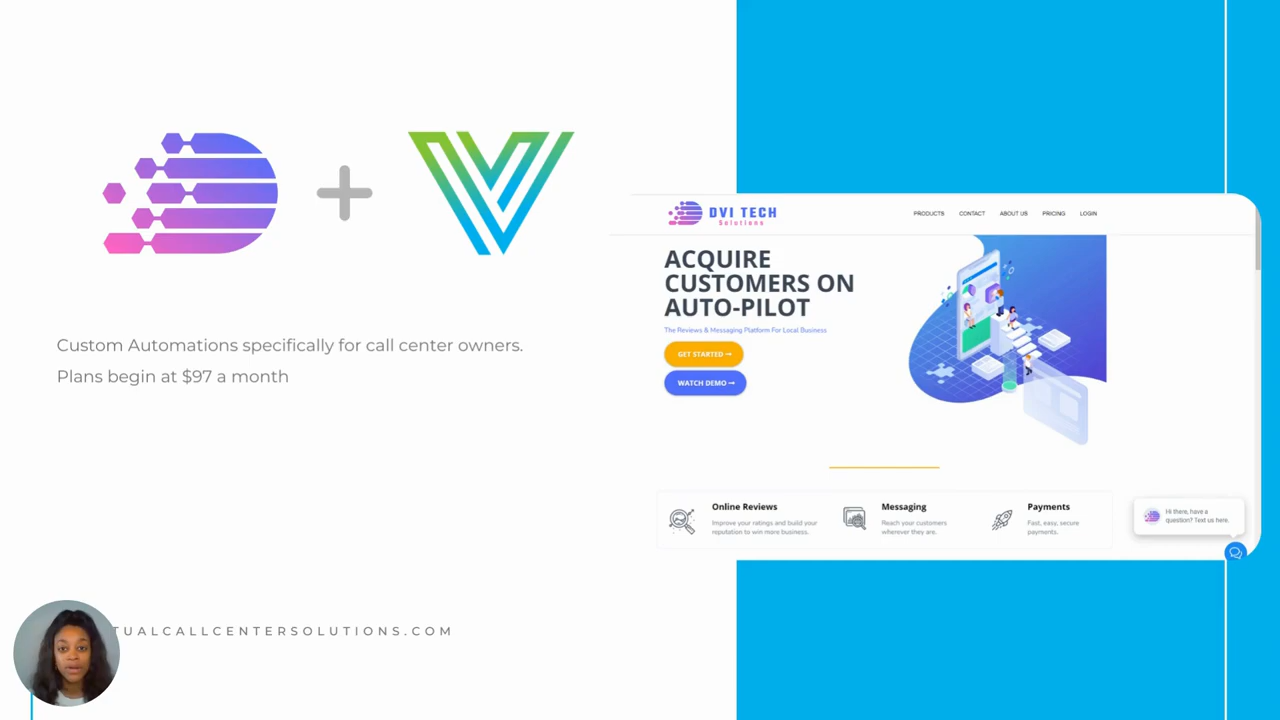 Custom Automations specifically for call center owners.
Plans begin at $97 a month
TUALCALLCENTERSOLUTIONS.COM
DVI TECH
Solutions
PRODUCTS
CONTACT
ABOUT US
PRICING
LOGIN
ACQUIRE
CUSTOMERS ON
AUTO-PILOT
The Reviews & Messaging Platform For Local Business
GET STARTED →
WATCH DEMO →
Online Reviews
Improve your ratings and build your
reputation to win more business.
Messaging
Reach your customers
wherever they are.
Payments
Fast, easy, secure
payments.
Hi there, have a
question? Text us here.